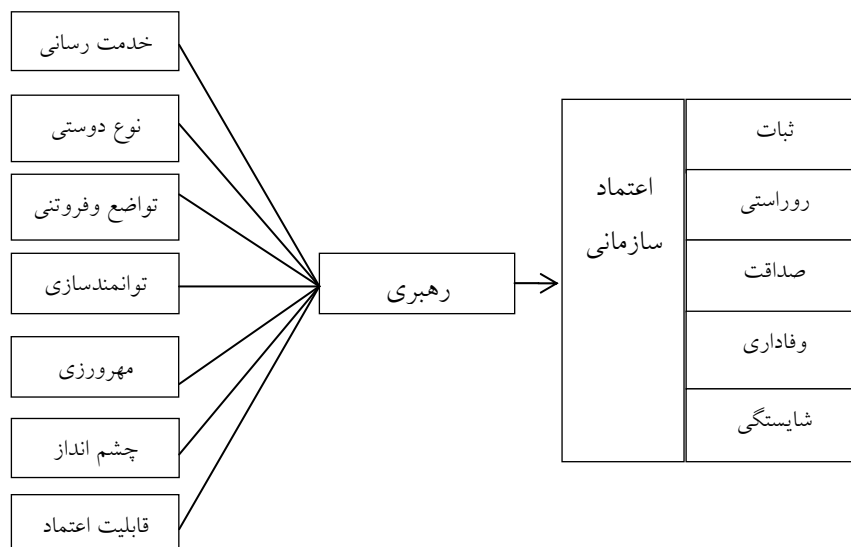 خدمت رسانی
نوع دوستی
تواضع وفروتنی
توانمندسازی
مهرورزی
چشم انداز
قابلیت اعتماد
رهبری
اعتماد
سازمانی
ثبات
روراستی
صداقت
وفاداری
شایستگی